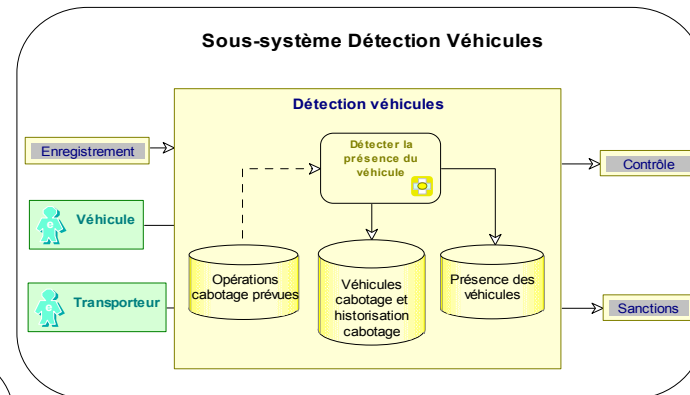 Sous-système Détection Véhicules
Détection véhicules
Enregistrement
Détecter la
présence du
véhicule
Contrôle
Véhicule
Transporteur
Opérations
cabotage prévues
Véhicules
cabotage et
historisation
cabotage
Présence des
véhicules
Sanctions